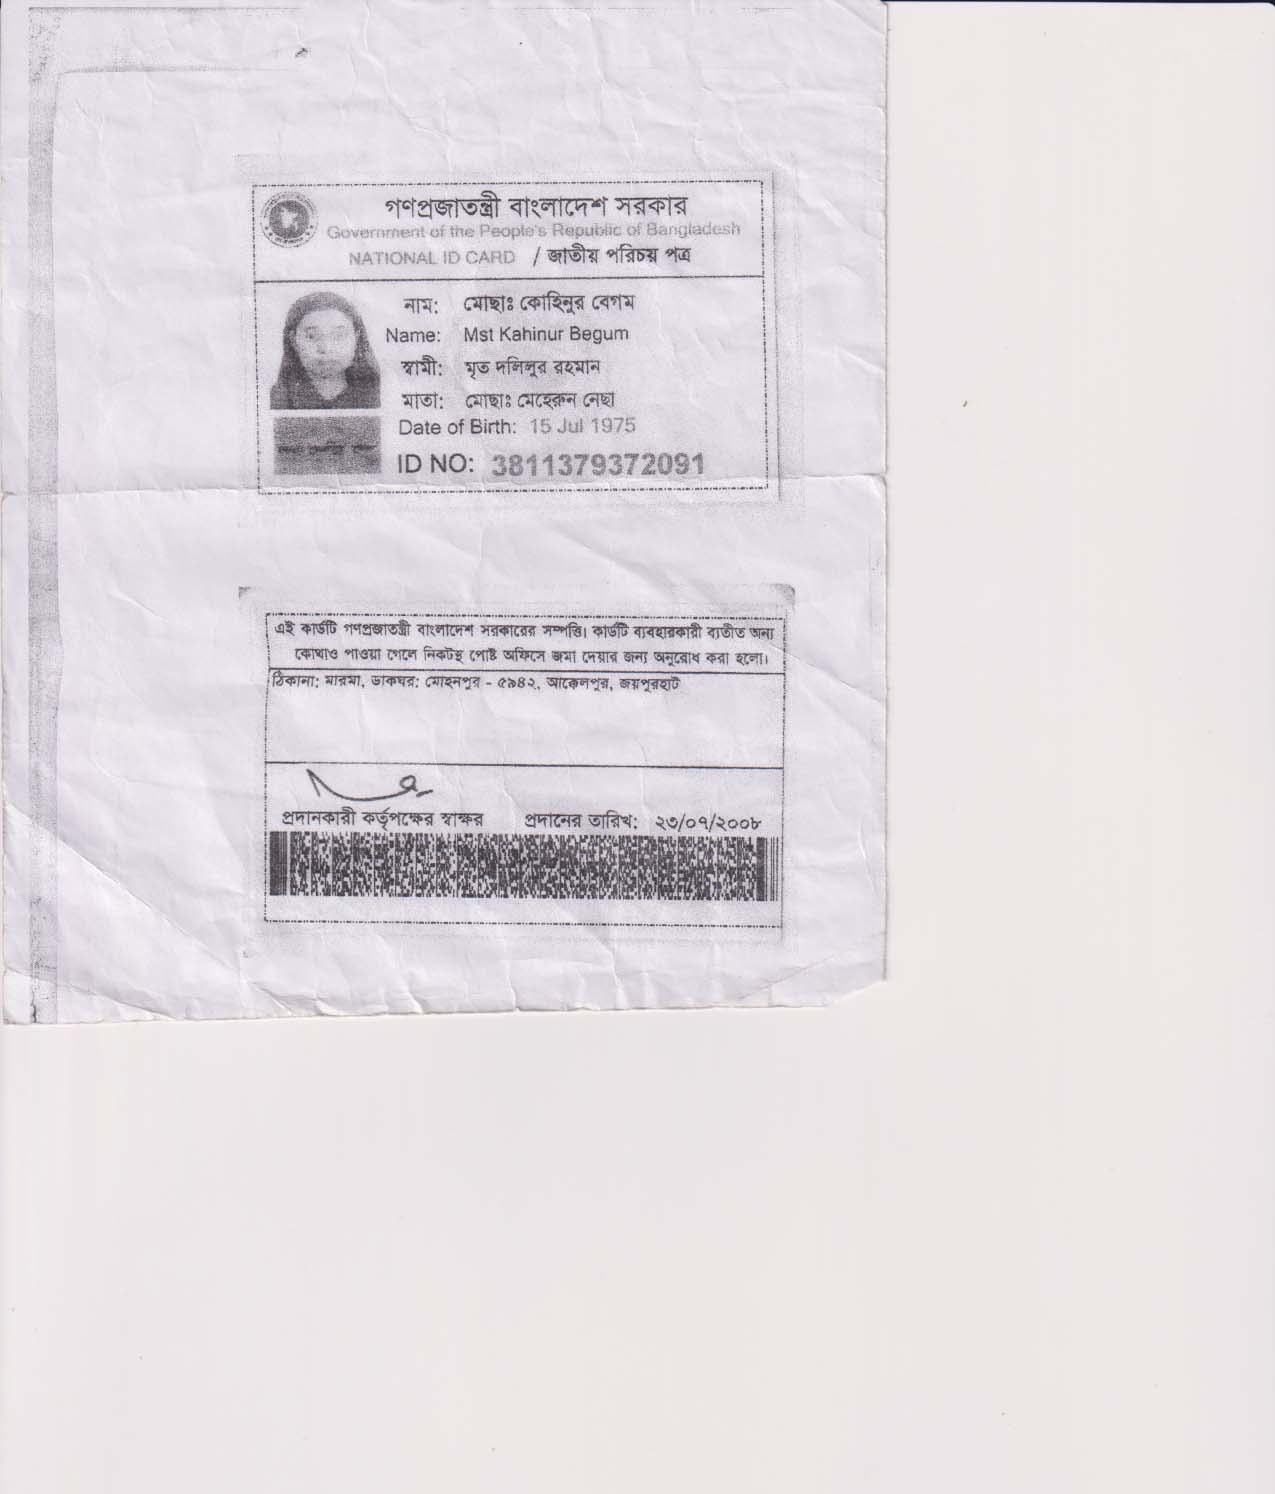 গণপ্রজাতন্ত্রী বাংলাদেশ সরকার
Government of the People's Republic of Bangladesh
NATIONAL ID CARD / জাতীয় পরিচয় পত্র
নাম: মোছাঃ কোহিনুর বেগম
Name: Mst Kahinur Begum
স্বামী: মৃত দলিলুর রহমান
মাতা: মোছাঃ মেহেরুন নেছা
Date of Birth: 15 Jul 1975
ID NO: 3811379372091
এই কার্ডটি গণপ্রজাতন্ত্রী বাংলাদেশ সরকারের সম্পত্তি। কার্ডটি ব্যবহারকারী ব্যতীত অন্য
কোথাও পাওয়া গেলে নিকটস্থ পোষ্ট অফিসে জমা দেয়ার জন্য অনুরোধ করা হলো।
ঠিকানা: মারমা, ডাকঘর: মোহনপুর - ৫৯৪২, আক্কেলপুর, জয়পুরহাট
প্রদানকারী কর্তৃপক্ষের স্বাক্ষর প্রদানের তারিখ: ২৩/০৭/২০০৮